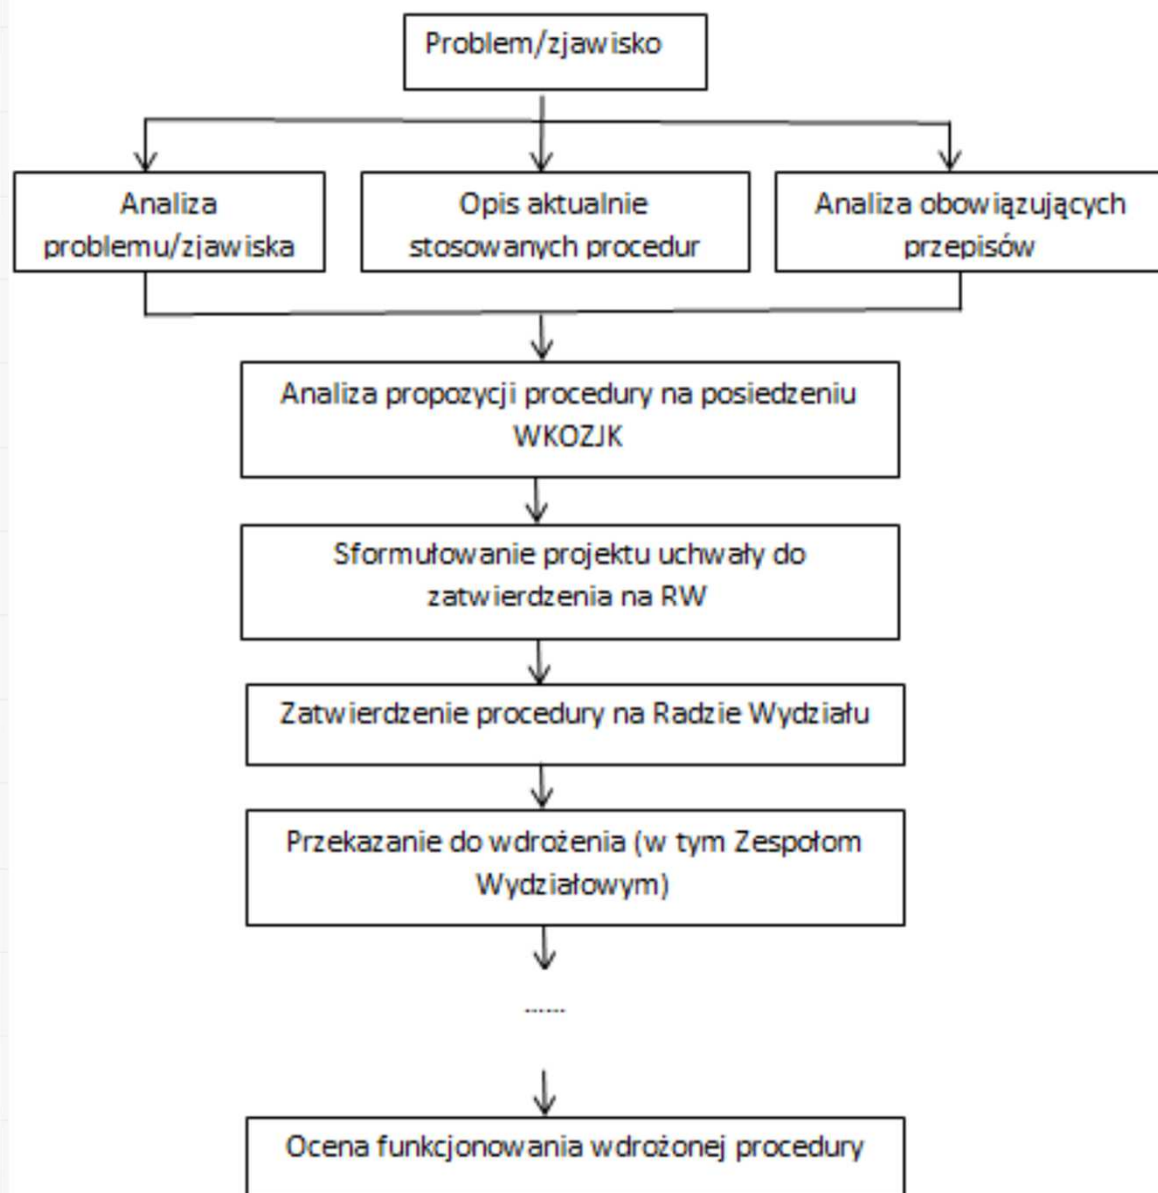 Problem/zjawisko
Analiza
problemu/zjawiska
Opis aktualnie
stosowanych procedur
Analiza obowiązujących
przepisów
Analiza propozycji procedury na posiedzeniu
WKOZJK
Sformułowanie projektu uchwały do
zatwierdzenia na RW
Zatwierdzenie procedury na Radzie Wydziału
Przekazanie do wdrożenia (w tym Zespołom
Wydziałowym)
......
Ocena funkcjonowania wdrożonej procedury